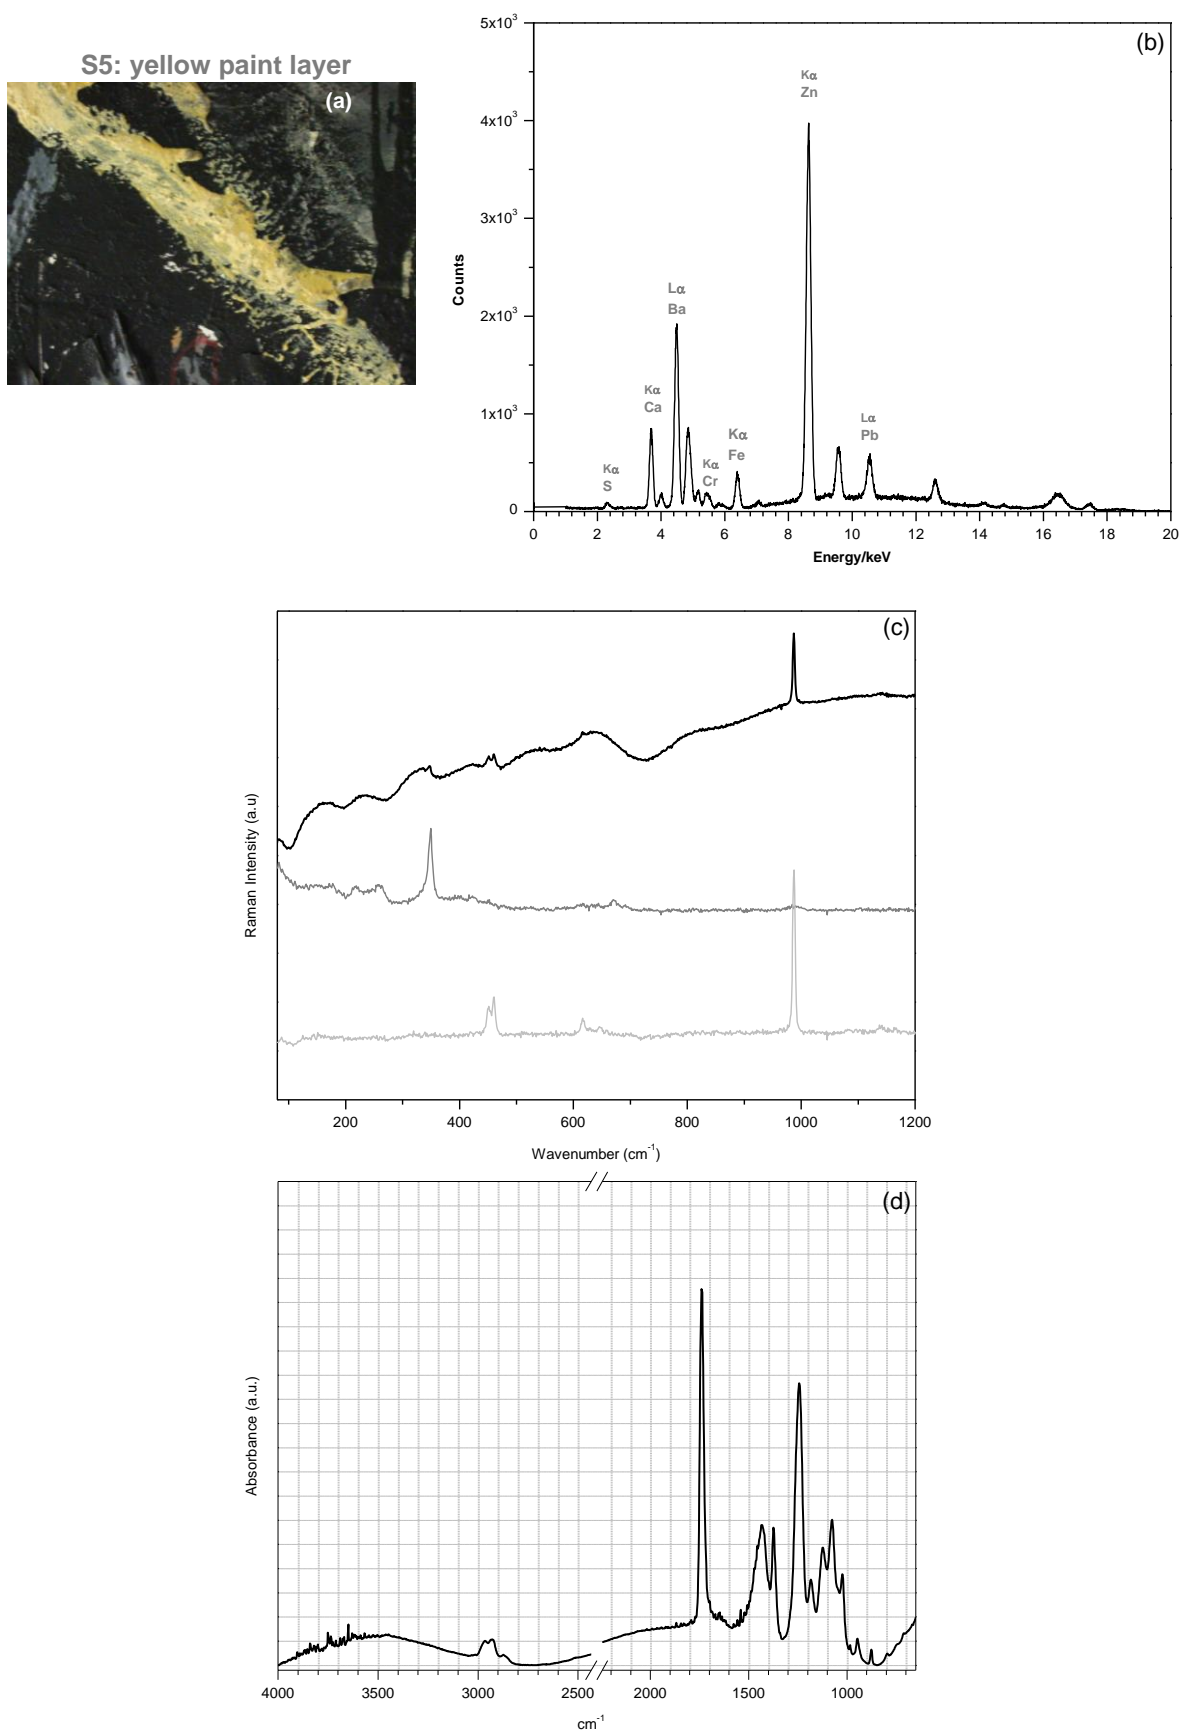 S5: yellow paint layer
(a)
(b)
5x10³
4x10³
3x10³
2x10³
1x10³
0
Counts
Kα
Zn
Lα
Ba
Kα
Ca
Kα
S
Kα
Cr
Kα
Fe
Lα
Pb
0 2 4 6 8 10 12 14 16 18 20
Energy/keV
(c)
Raman Intensity (a.u)
200 400 600 800 1000 1200
Wavenumber (cm⁻¹)
(d)
Absorbance (a.u.)
4000 3500 3000 2500 2000 1500 1000
cm⁻¹